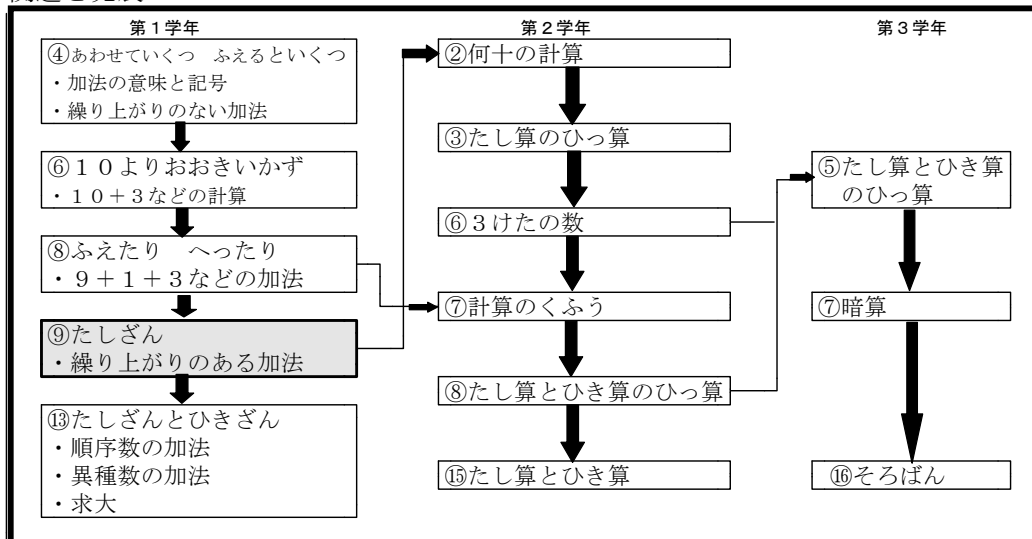 第１学年
④あわせていくつ　ふえるといくつ
・加法の意味と記号
・繰り上がりのない加法
⑥１０よりおおきいかず
・１０＋３などの計算
⑧ふえたり　へったり
・９＋１＋３などの加法
⑨たしざん
・繰り上がりのある加法
⑬たしざんとひきざん
・順序数の加法
・異種数の加法
・求大
第２学年
②何十の計算
③たし算のひっ算
⑥３けたの数
⑦計算のくふう
⑧たし算とひき算のひっ算
⑮たし算とひき算
第３学年
⑤たし算とひき算
のひっ算
⑦暗算
⑯そろばん